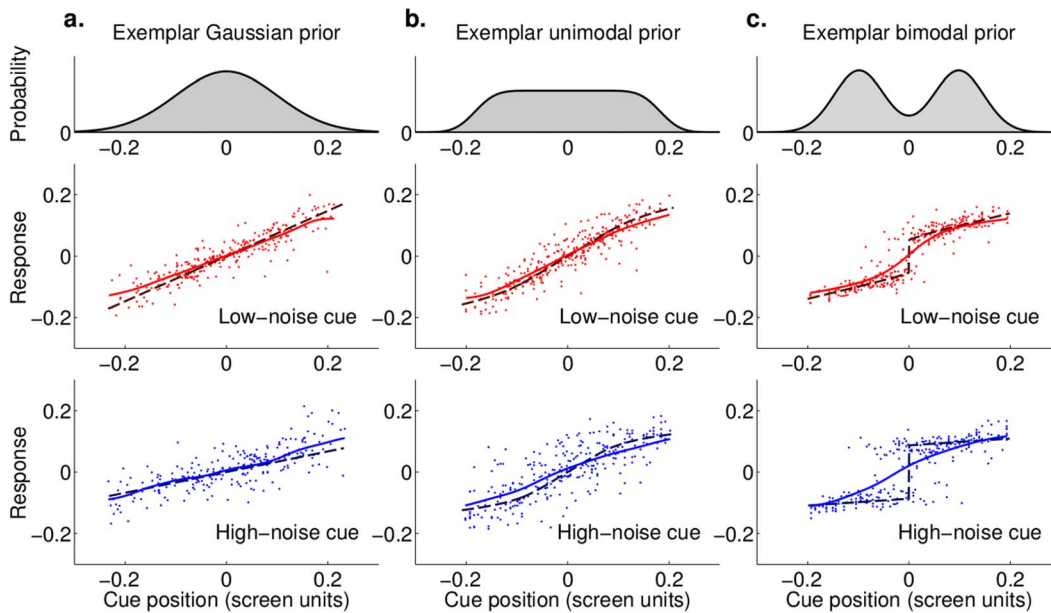 a.
Exemplar Gaussian prior
b.
Exemplar unimodal prior
c.
Exemplar bimodal prior
Probability
0
−0.2 0 0.2
0
−0.2 0 0.2
0
−0.2 0 0.2
Response
0.2
0
−0.2
Low−noise cue
−0.2 0 0.2
0.2
0
−0.2
Low−noise cue
−0.2 0 0.2
0.2
0
−0.2
Low−noise cue
−0.2 0 0.2
Response
0.2
0
−0.2
High−noise cue
−0.2 0 0.2
Cue position (screen units)
0.2
0
−0.2
High−noise cue
−0.2 0 0.2
Cue position (screen units)
0.2
0
−0.2
High−noise cue
−0.2 0 0.2
Cue position (screen units)